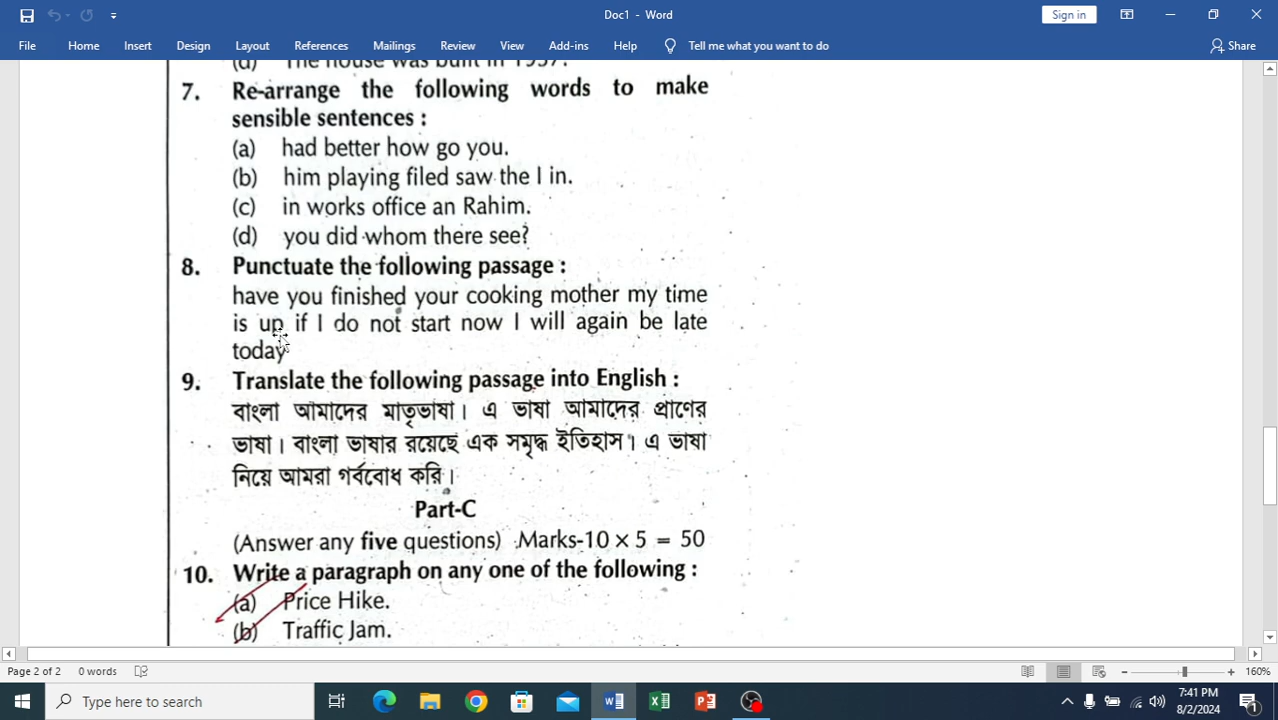 Doc1 - Word
Sign in
File Home Insert Design Layout References Mailings Review View Add-ins Help Tell me what you want to do Share
(d) The house was built in 1957.
7. Re-arrange the following words to make
sensible sentences :
(a) had better how go you.
(b) him playing filed saw the I in.
(c) in works office an Rahim.
(d) you did whom there see?
8. Punctuate the following passage :
have you finished your cooking mother my time
is up if I do not start now I will again be late
today
9. Translate the following passage into English :
বাংলা আমাদের মাতৃভাষা। এ ভাষা আমাদের প্রাণের
ভাষা। বাংলা ভাষার রয়েছে এক সমৃদ্ধ ইতিহাস। এ ভাষা
নিয়ে আমরা গর্ববোধ করি।
Part-C
(Answer any five questions) Marks-10 × 5 = 50
10. Write a paragraph on any one of the following :
(a) Price Hike.
(b) Traffic Jam.
Page 2 of 2 0 words 160%
Type here to search
7:41 PM
8/2/2024